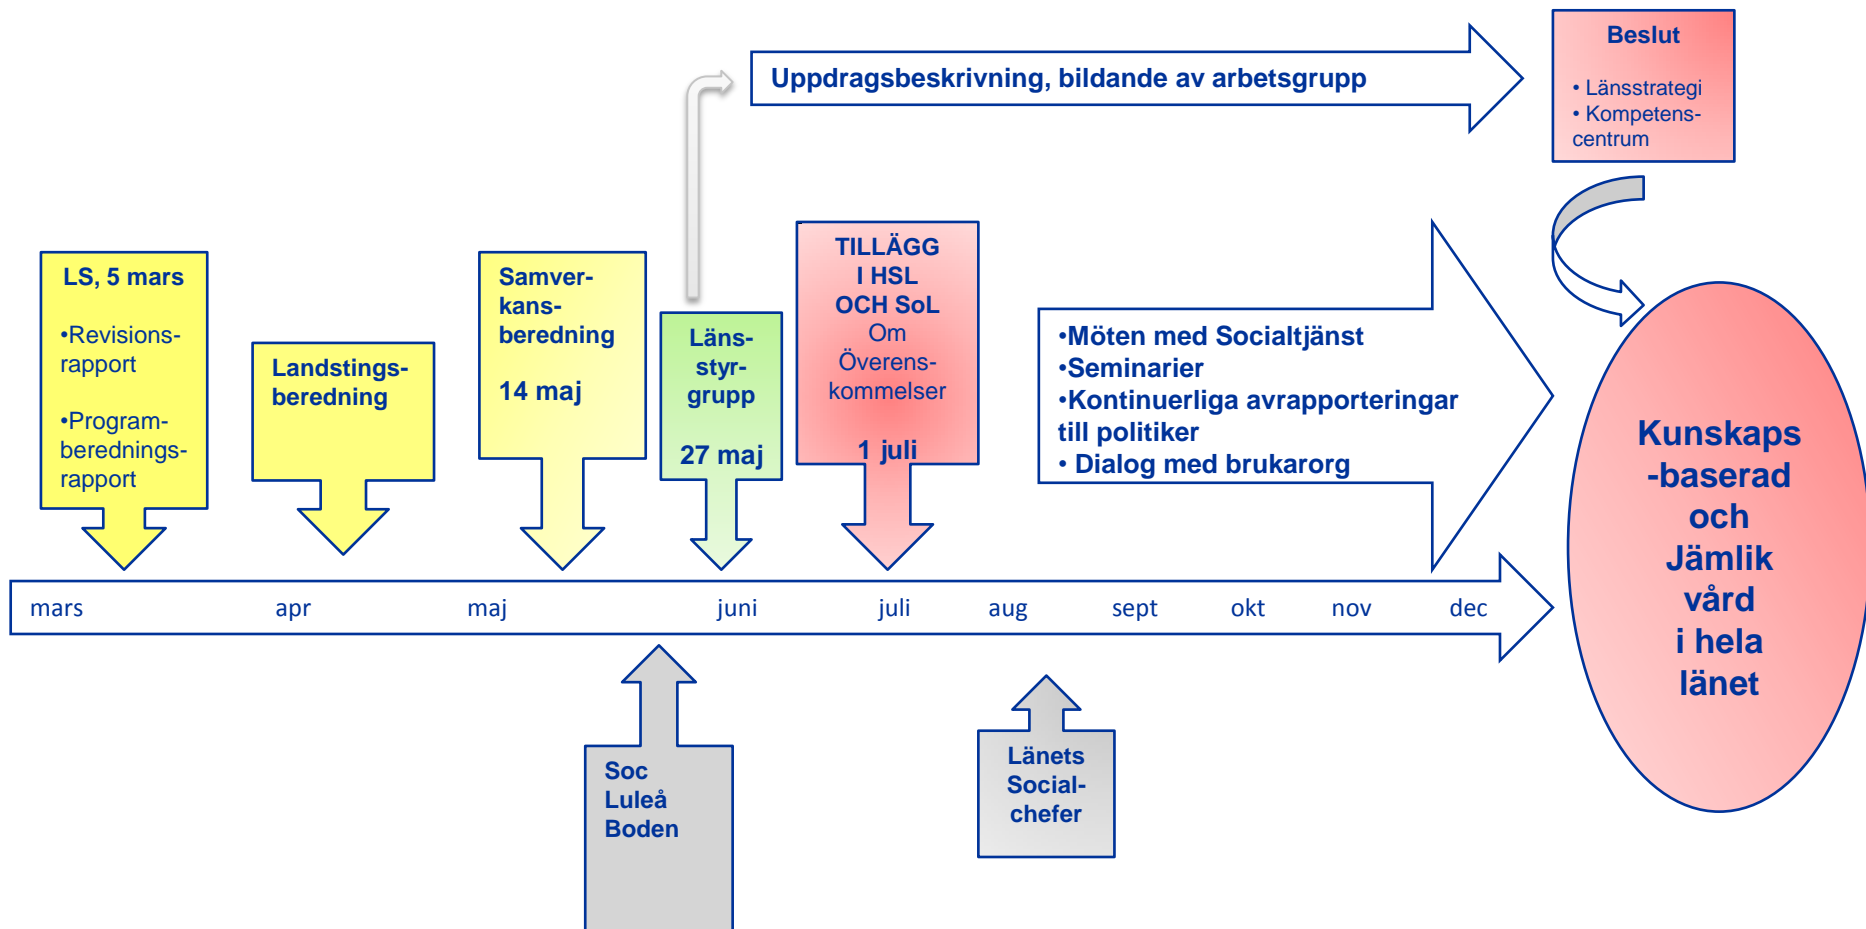 Uppdragsbeskrivning, bildande av arbetsgrupp
Beslut
• Länsstrategi
• Kompetens-
centrum
LS, 5 mars
•Revisions-
rapport
•Program-
berednings-
rapport
Landstings-
beredning
Samver-
kans-
beredning
14 maj
Läns-
styr-
grupp
27 maj
TILLÄGG
I HSL
OCH SoL
Om
Överens-
kommelser
1 juli
•Möten med Socialtjänst
•Seminarier
•Kontinuerliga avrapporteringar
till politiker
• Dialog med brukarorg
Kunskaps
-baserad
och
Jämlik
vård
i hela
länet
mars apr maj juni juli aug sept okt nov dec
Soc
Luleå
Boden
Länets
Social-
chefer